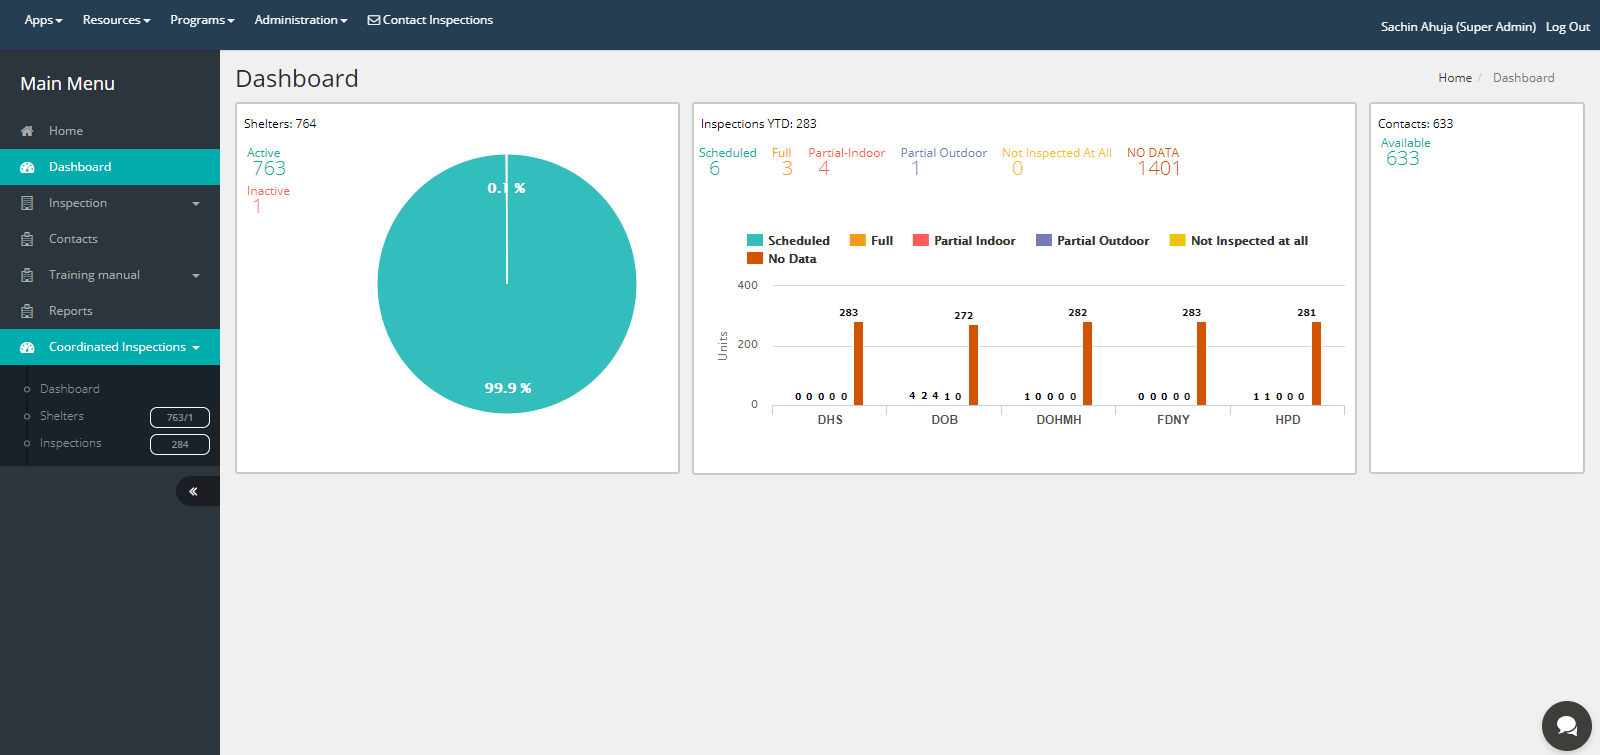 Apps Resources Programs Administration Contact Inspections
Sachin Ahuja (Super Admin) Log Out
Main Menu
Home
Dashboard
Inspection
Contacts
Training manual
Reports
Coordinated Inspections
Dashboard
Shelters 763/1
Inspections 284
Dashboard
Home / Dashboard
Shelters: 764
Active
763
Inactive
1
0.1 %
99.9 %
Inspections YTD: 283
Scheduled Full Partial-Indoor Partial Outdoor Not Inspected At All NO DATA
6 3 4 1 0 1401
Scheduled Full Partial Indoor Partial Outdoor Not Inspected at all
No Data
Units
400
200
0
283 272 282 283 281
0 0 0 0 0 4 2 4 1 0 1 0 0 0 0 0 0 0 0 0 1 1 0 0 0
DHS DOB DOHMH FDNY HPD
Contacts: 633
Available
633